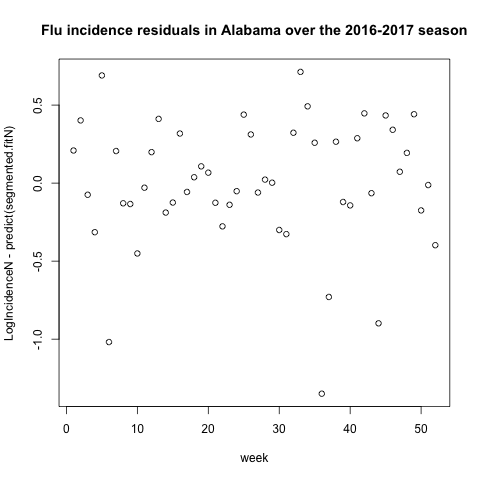 Flu incidence residuals in Alabama over the 2016-2017 season
LogIncidenceN - predict(segmented.fitN)
0.5
0.0
-0.5
-1.0
0 10 20 30 40 50
week